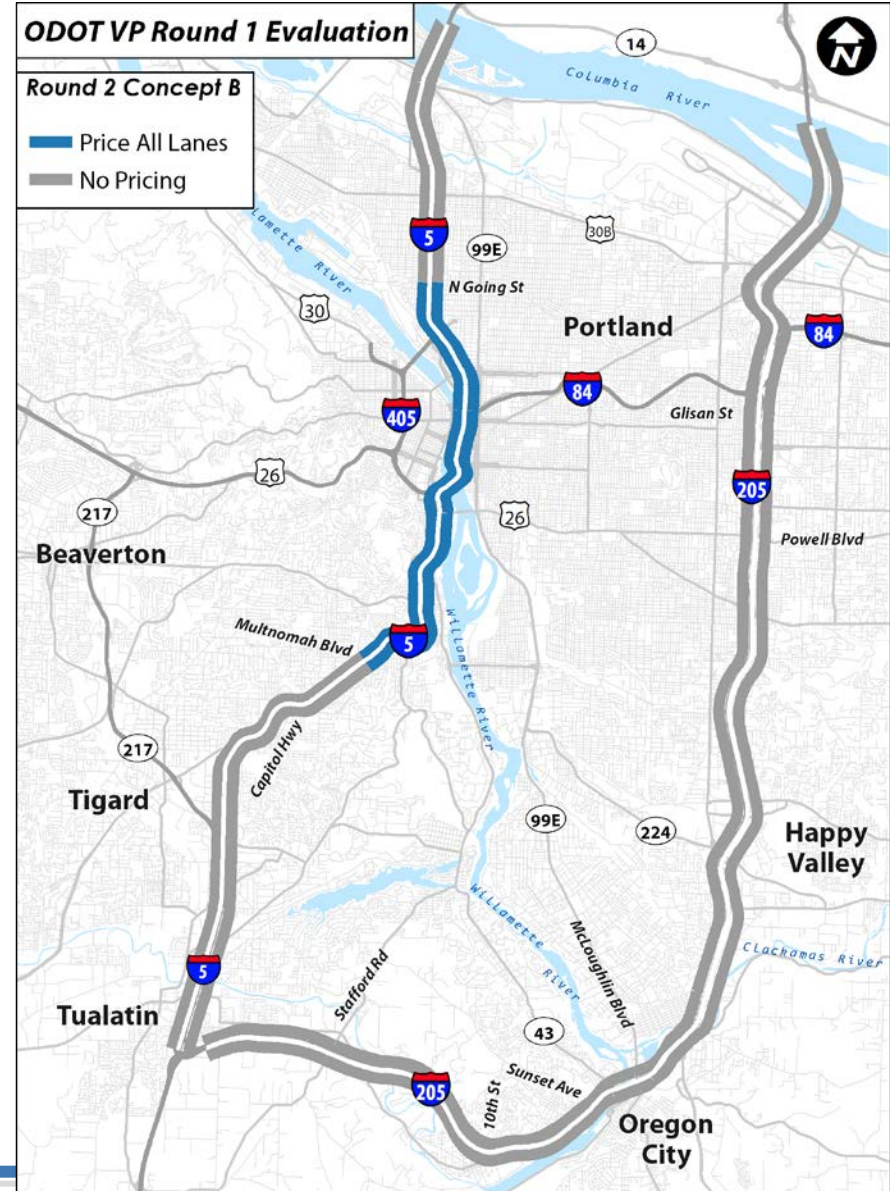 ODOT VP Round 1 Evaluation
Round 2 Concept B
Price All Lanes
No Pricing
N
14
Columbia River
lamette River
5
99E
30B
N Going St
30
Portland
84
84
405
Glisan St
26
205
217
26
Powell Blvd
Beaverton
Multnomah Blvd
5
Willamette River
Capitol Hwy
217
Tigard
99E
224
Happy
Valley
Willamette
River
McLoughlin Blvd
Clackamas River
5
Stafford Rd
Tualatin
43
Sunset Ave
10th St
205
Oregon
City